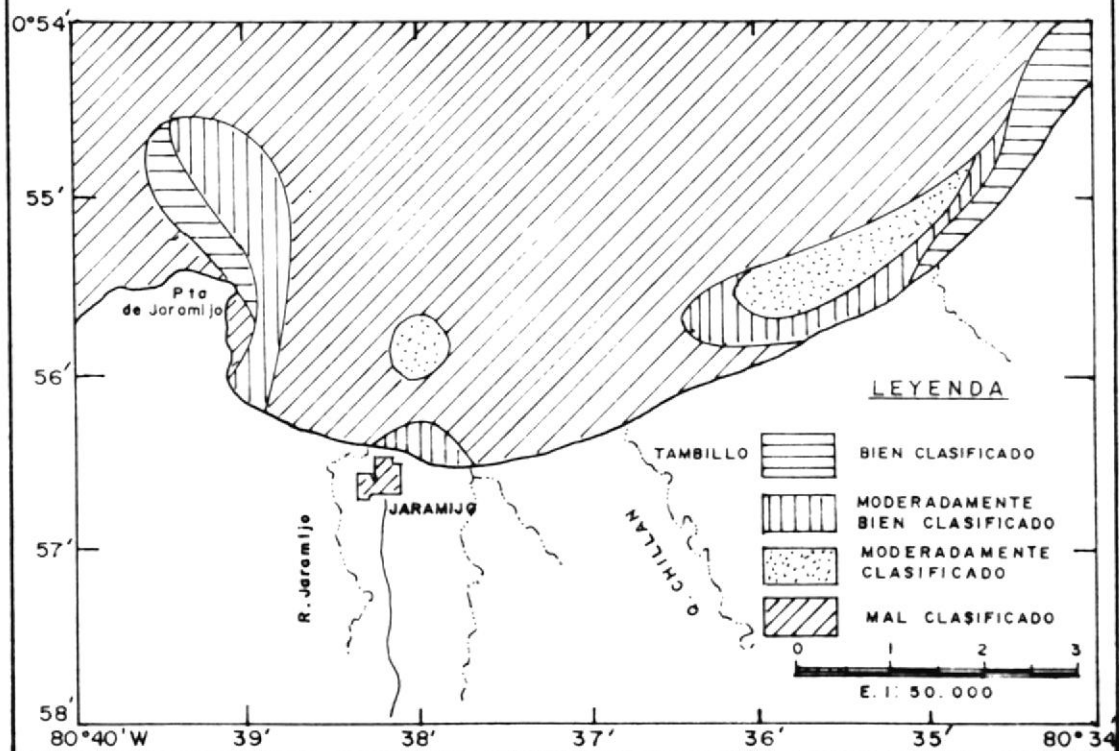 0°54'
55'
56'
57'
58'
80°40'W
39'
38'
37'
36'
35'
80°34'
Pta
de Jaramijo
JARAMIJO
R. Jaramijo
Q. CHILLAN
LEYENDA
TAMBILLO
BIEN CLASIFICADO
MODERADAMENTE
BIEN CLASIFICADO
MODERADAMENTE
CLASIFICADO
MAL CLASIFICADO
0 1 2 3
E. 1: 50.000